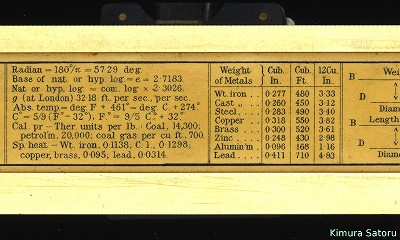 Radian = 180°/π = 57·29 deg.
Base of nat. or hyp. log. = e = 2·7183.
Nat or hyp. log. = com. log × 2·3026.
g (at London) 32·18 ft. per sec., per sec.
Abs. temp = deg F + 461° = deg. C + 274°
C° = 5/9 (F° - 32°), F.° = 9/5 C° + 32°
Cal. pr - Ther units per lb. : Coal, 14,300;
petrol'm, 20,000; coal gas per cu ft., 700.
Sp. heat - Wt. iron, 0·1138; C I., 0·1298;
copper, brass, 0·095; lead, 0·0314.
Weight of Metals | Cub. In. | Cub. Ft. | 12Cu. In.
Wt. iron . 0·277 480 3·33
Cast „ . . 0·260 450 3·12
Steel. . . 0·283 490 3·40
Copper . 0·318 550 3·82
Brass . . 0·300 520 3·61
Zinc . . . 0·248 430 2·98
Alumin'm 0·096 168 1·16
Lead . . . 0·411 710 4·93
B
D
Length
B
D
Kimura Satoru